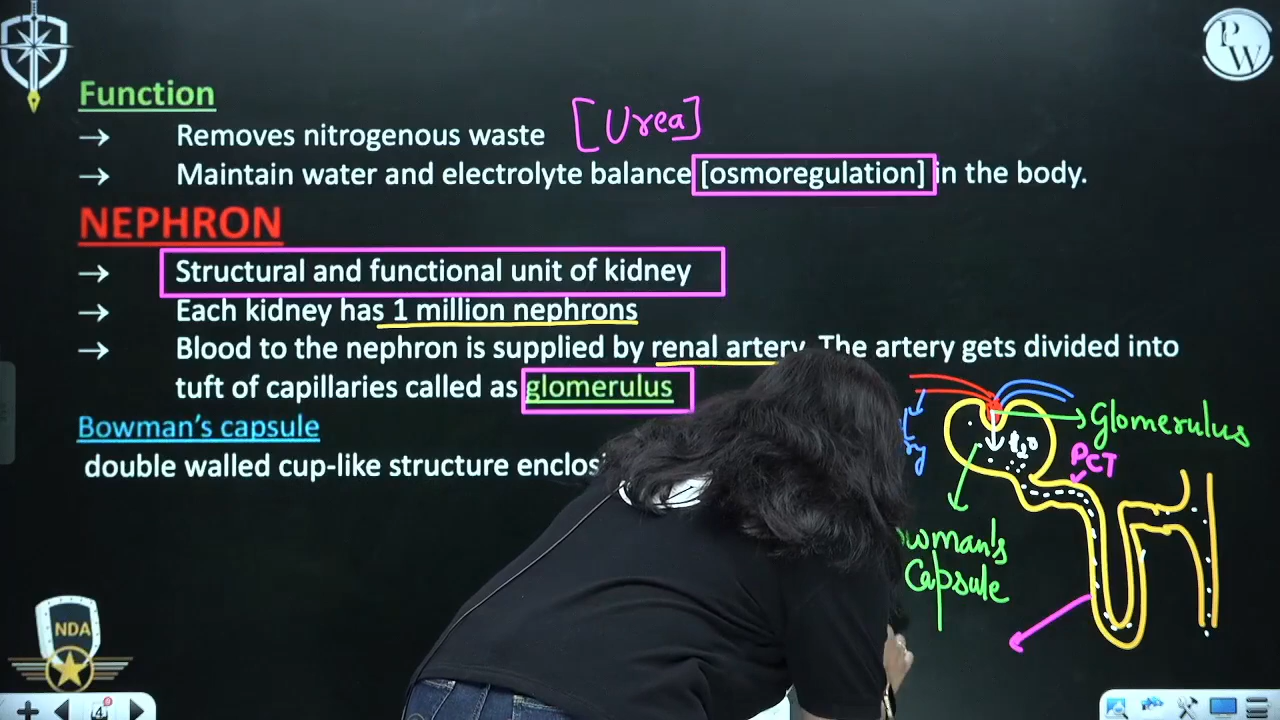 Function
→ Removes nitrogenous waste [Urea]
→ Maintain water and electrolyte balance [osmoregulation] in the body.
NEPHRON
→ Structural and functional unit of kidney
→ Each kidney has 1 million nephrons
→ Blood to the nephron is supplied by renal artery. The artery gets divided into
tuft of capillaries called as glomerulus
Bowman's capsule
double walled cup-like structure
Glomerulus
PCT
Capsule
PW
NDA
4